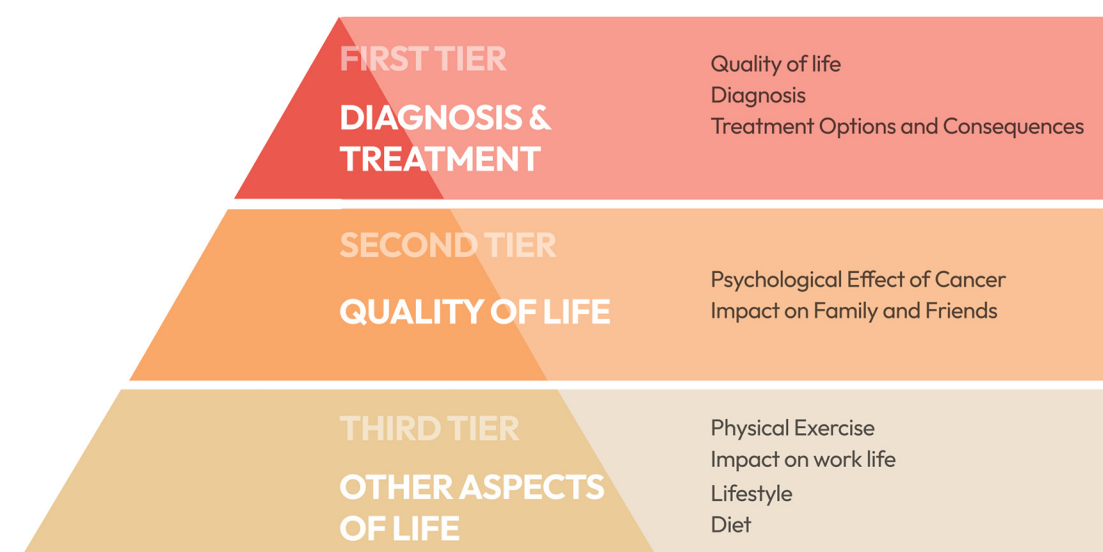 FIRST TIER
DIAGNOSIS &
TREATMENT
Quality of life
Diagnosis
Treatment Options and Consequences
SECOND TIER
QUALITY OF LIFE
Psychological Effect of Cancer
Impact on Family and Friends
THIRD TIER
OTHER ASPECTS
OF LIFE
Physical Exercise
Impact on work life
Lifestyle
Diet